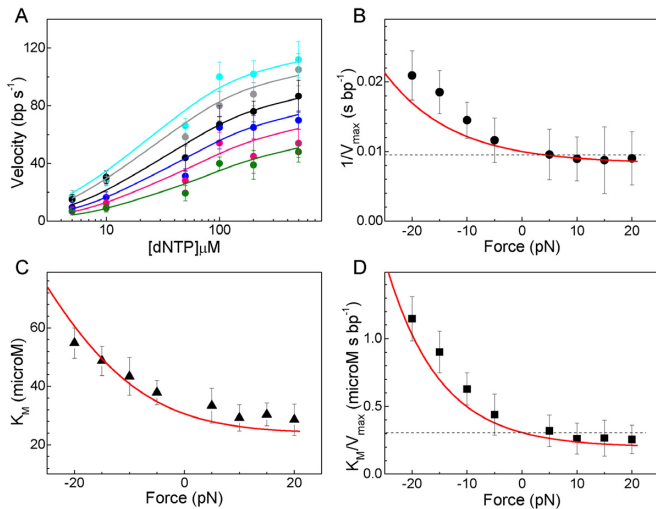 A
Velocity (bp s⁻¹)
120
80
40
0
10
100
[dNTP]μM
B
1/Vmax (s bp⁻¹)
0.02
0.01
0.00
-20
-10
0
10
20
Force (pN)
C
KM (microM)
60
40
20
-20
-10
0
10
20
Force (pN)
D
KM/Vmax (microM s bp⁻¹)
1.0
0.5
0.0
-20
-10
0
10
20
Force (pN)